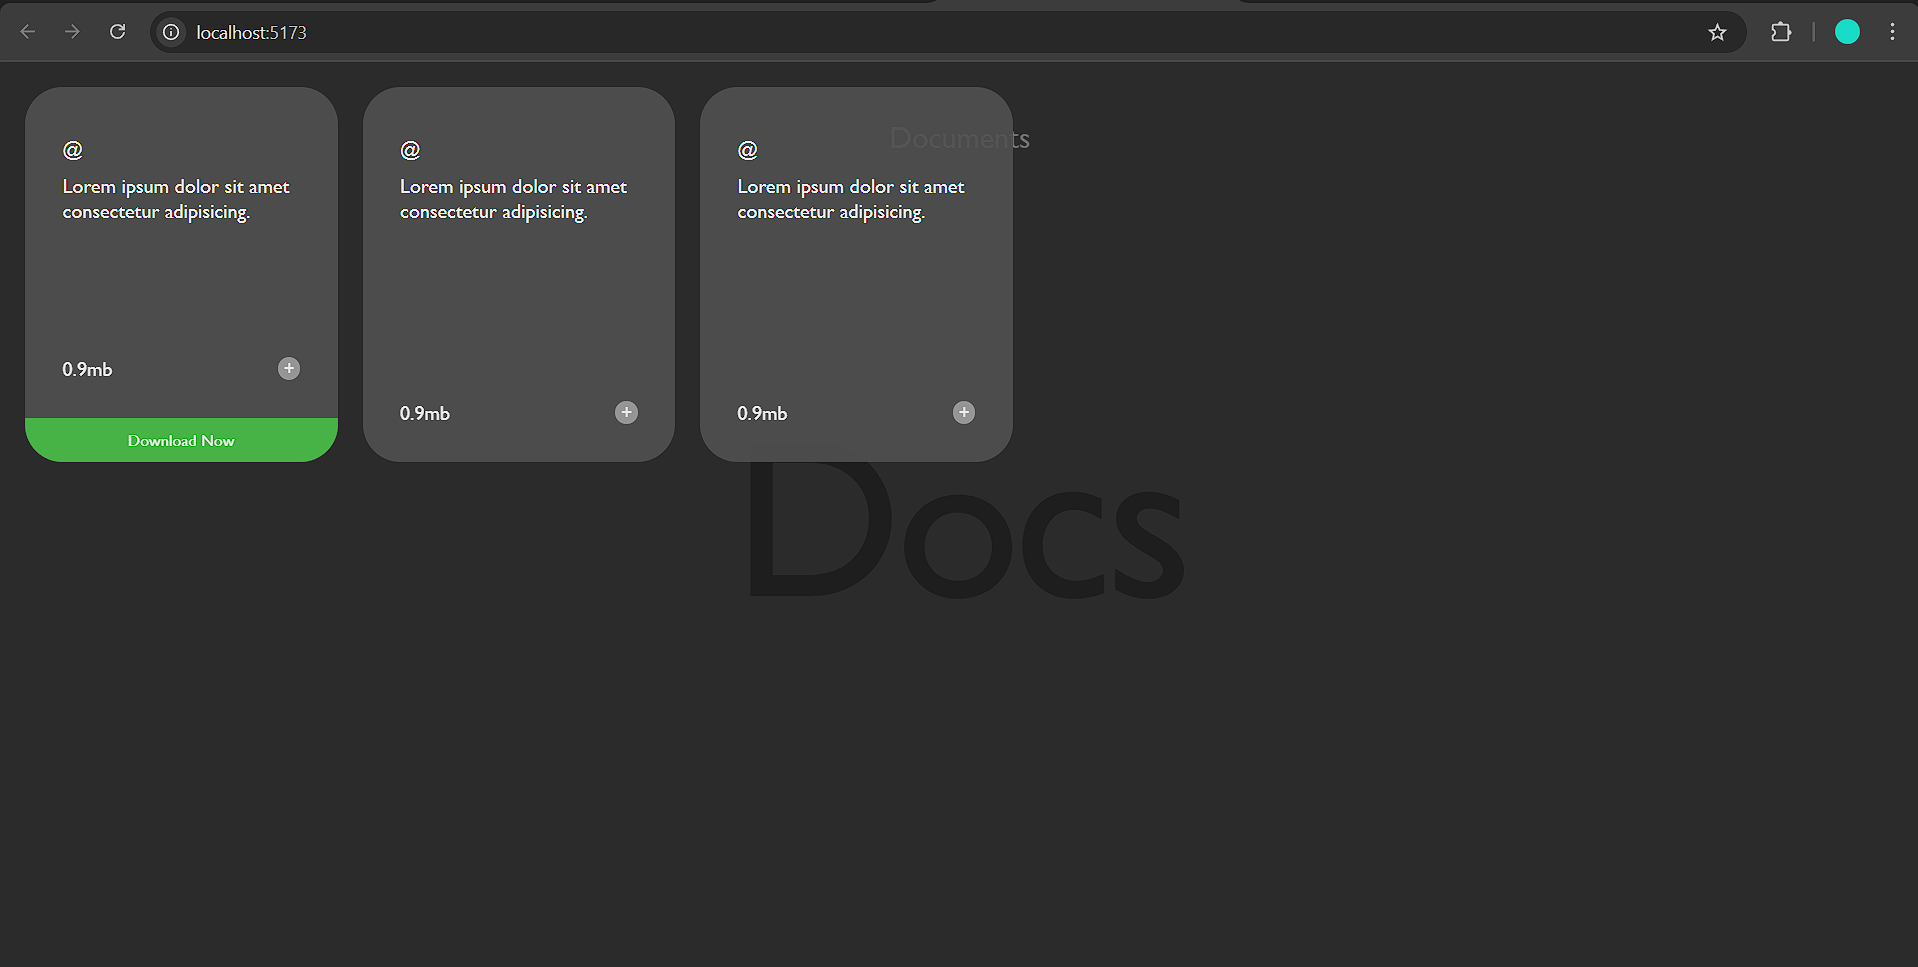 localhost:5173
Documents
@
Lorem ipsum dolor sit amet
consectetur adipisicing.
0.9mb
+
Download Now
@
Lorem ipsum dolor sit amet
consectetur adipisicing.
0.9mb
+
@
Lorem ipsum dolor sit amet
consectetur adipisicing.
0.9mb
+
Docs